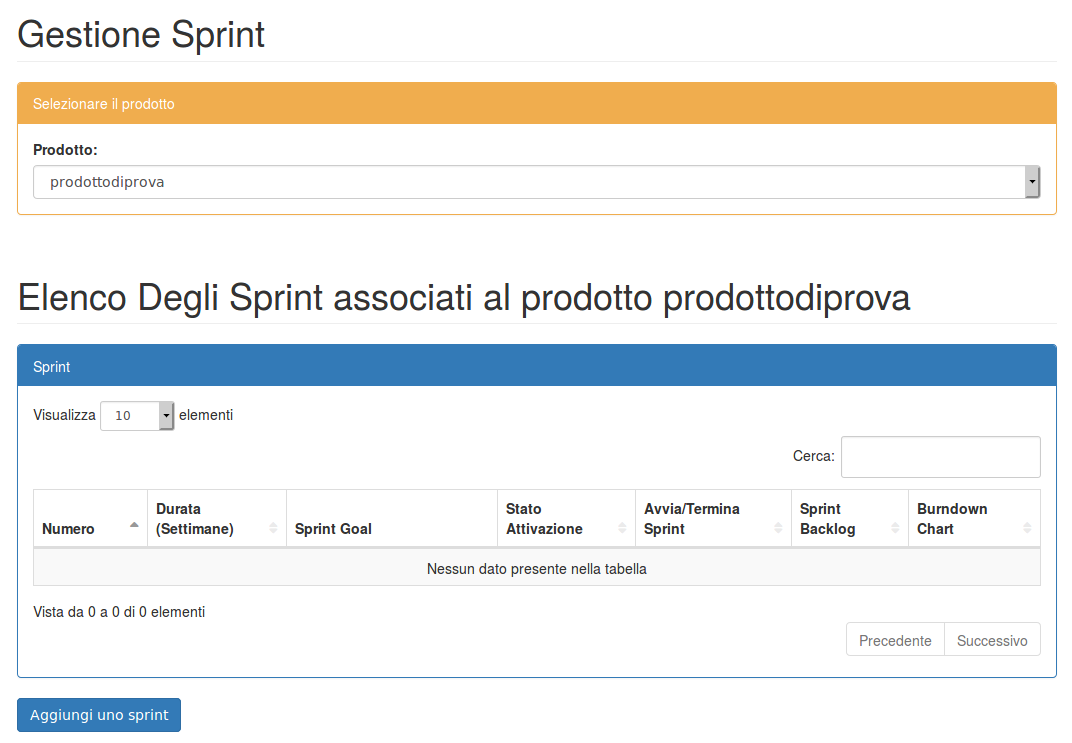 Gestione Sprint
Selezionare il prodotto
Prodotto:
prodottodiprova
Elenco Degli Sprint associati al prodotto prodottodiprova
Sprint
Visualizza 10 elementi
Cerca:
Numero
Durata
(Settimane)
Sprint Goal
Stato
Attivazione
Avvia/Termina
Sprint
Sprint
Backlog
Burndown
Chart
Nessun dato presente nella tabella
Vista da 0 a 0 di 0 elementi
Precedente Successivo
Aggiungi uno sprint